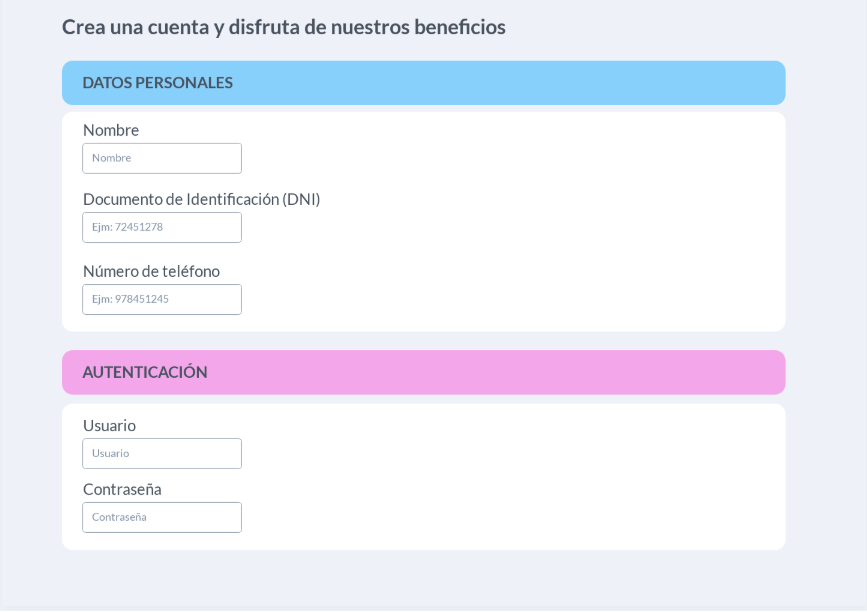 Crea una cuenta y disfruta de nuestros beneficios
DATOS PERSONALES
Nombre
Nombre
Documento de Identificación (DNI)
Ejm: 72451278
Número de teléfono
Ejm: 978451245
AUTENTICACIÓN
Usuario
Usuario
Contraseña
Contraseña